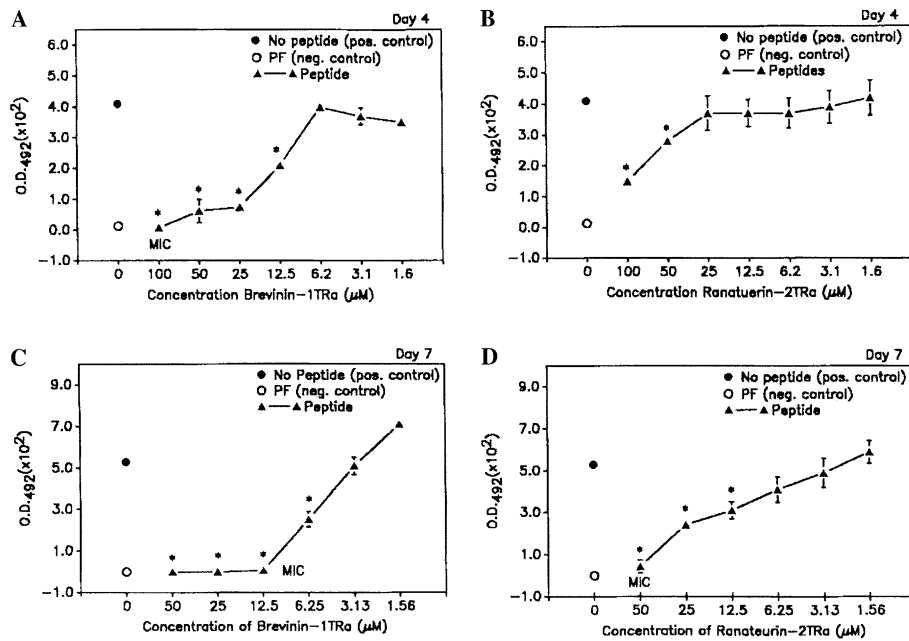 A
Day 4
No peptide (pos. control)
PF (neg. control)
Peptide
6.0
5.0
4.0
3.0
2.0
1.0
0.0
−1.0
O.D.492(x10²)
*
*
*
*
MIC
0 100 50 25 12.5 6.2 3.1 1.6
Concentration Brevinin−1TRa (μM)
B
Day 4
No peptide (pos. control)
PF (neg. control)
Peptides
6.0
5.0
4.0
3.0
2.0
1.0
0.0
−1.0
O.D.492(x10²)
*
*
0 100 50 25 12.5 6.2 3.1 1.6
Concentration Ranatuerin−2TRa (μM)
C
Day 7
No Peptide (pos. control)
PF (neg. control)
Peptide
9.0
7.0
5.0
3.0
1.0
−1.0
O.D.492(x10²)
*
*
*
*
MIC
0 50 25 12.5 6.25 3.13 1.56
Concentration of Brevinin−1TRa (μM)
D
Day 7
No peptide (pos. control)
PF (neg. control)
Peptide
9.0
7.0
5.0
3.0
1.0
−1.0
O.D.492(x10²)
*
*
*
MIC
0 50 25 12.5 6.25 3.13 1.56
Concentration of Ranateurin−2TRa (μM)